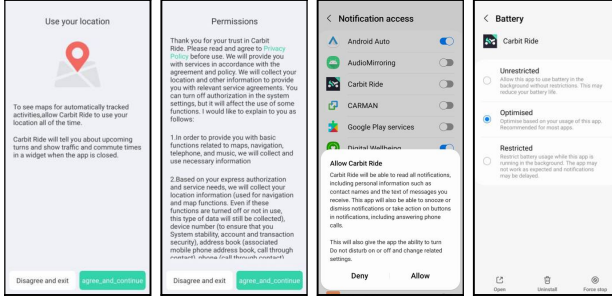 Use your location
To see maps for automatically tracked
activities,allow Carbit Ride to use your
location all of the time.
Carbit Ride will tell you about upcoming
turns and show traffic and commute times
in a widget when the app is closed.
Disagree and exit
agree_and_continue
Permissions
Thank you for your trust in Carbit
Ride. Please read and agree to Privacy
Policy before use. We will provide you
with services in accordance with the
agreement and policy. We will collect your
location and other information to provide
you with relevant service agreements. You
can turn off authorization in the system
settings, but it will affect the use of some
functions. I would like to explain to you as
follows:
1.In order to provide you with basic
functions related to maps, navigation,
telephone, and music, we will collect and
use necessary information
2.Based on your express authorization
and service needs, we will collect your
location information (used for navigation
and map functions. Even if these
functions are turned off or not in use,
this type of data will still be collected),
device number (to ensure that you
System stability, account and transaction
security), address book (associated
mobile phone address book, call through
contact), phone (call through contact)
Disagree and exit
agree_and_continue
< Notification access
Android Auto
AudioMirroring
Carbit Ride
CARMAN
Google Play services
Digital Wellbeing
Allow Carbit Ride
Carbit Ride will be able to read all notifications,
including personal information such as
contact names and the text of messages you
receive. This app will also be able to snooze or
dismiss notifications or take action on buttons
in notifications, including answering phone
calls.
This will also give the app the ability to turn
Do not disturb on or off and change related
settings.
Deny
Allow
< Battery
Carbit Ride
Unrestricted
Allow this app to use battery in the
background without restrictions. This may
reduce your battery life.
Optimised
Optimise based on your usage of this app.
Recommended for most apps.
Restricted
Restrict battery usage while this app is
running in the background. The app may
not work as expected and notifications
may be delayed.
Open
Uninstall
Force stop